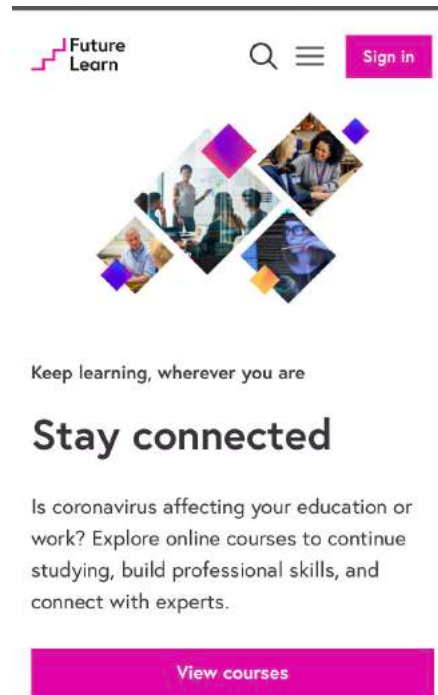 Future
Learn
Sign in
Keep learning, wherever you are
Stay connected
Is coronavirus affecting your education or
work? Explore online courses to continue
studying, build professional skills, and
connect with experts.
View courses